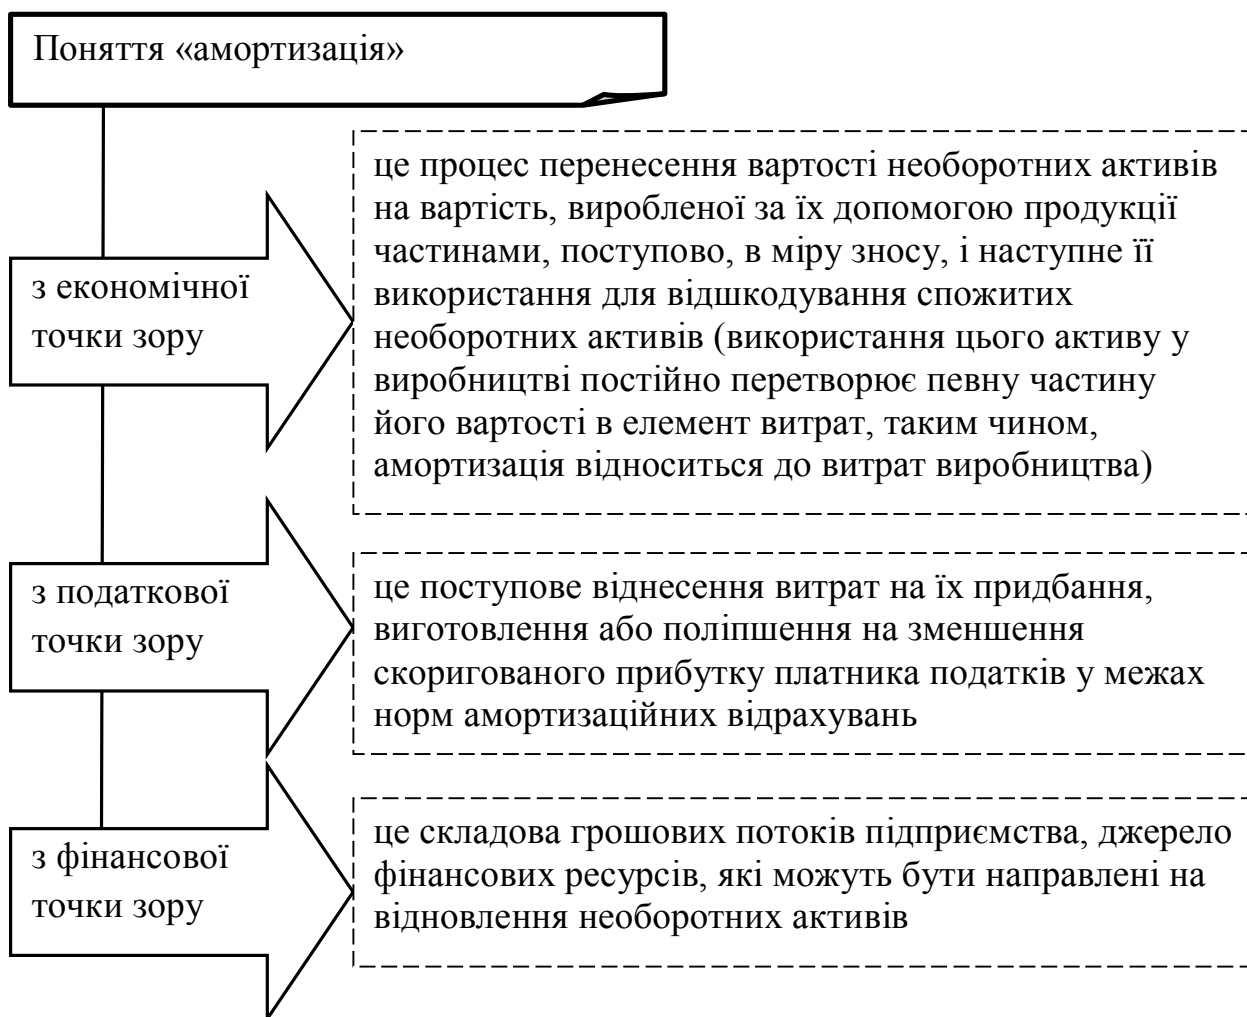 Поняття «амортизація»
з економічної
точки зору
це процес перенесення вартості необоротних активів
на вартість, виробленої за їх допомогою продукції
частинами, поступово, в міру зносу, і наступне її
використання для відшкодування спожитих
необоротних активів (використання цього активу у
виробництві постійно перетворює певну частину
його вартості в елемент витрат, таким чином,
амортизація відноситься до витрат виробництва)
з податкової
точки зору
це поступове віднесення витрат на їх придбання,
виготовлення або поліпшення на зменшення
скоригованого прибутку платника податків у межах
норм амортизаційних відрахувань
з фінансової
точки зору
це складова грошових потоків підприємства, джерело
фінансових ресурсів, які можуть бути направлені на
відновлення необоротних активів